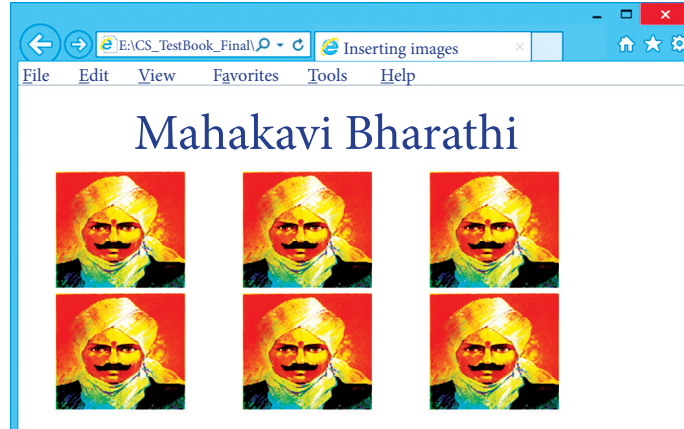 E:\CS_TestBook_Final\
Inserting images
File Edit View Favorites Tools Help
Mahakavi Bharathi